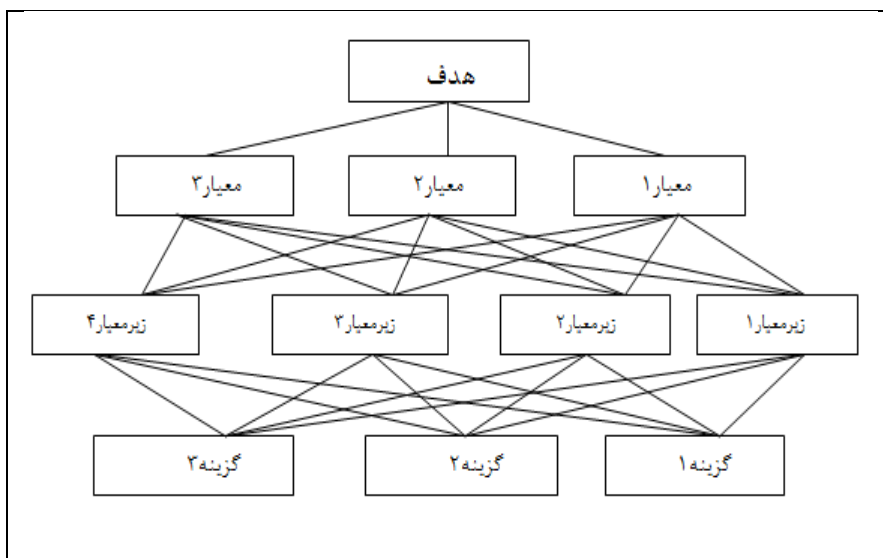 هدف
معیار۱
معیار۲
معیار۳
زیرمعیار۱
زیرمعیار۲
زیرمعیار۳
زیرمعیار۴
گزینه۱
گزینه۲
گزینه۳